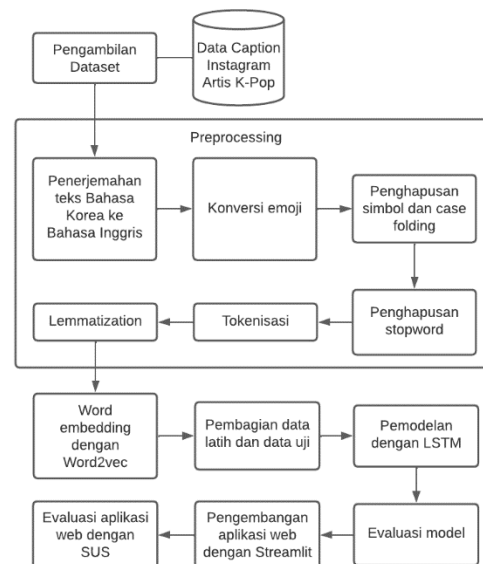 Pengambilan
Dataset
Data Caption
Instagram
Artis K-Pop
Preprocessing
Penerjemahan
teks Bahasa
Korea ke
Bahasa Inggris
Konversi emoji
Penghapusan
simbol dan case
folding
Lemmatization
Tokenisasi
Penghapusan
stopword
Word
embedding
dengan
Word2vec
Pembagian data
latih dan data uji
Pemodelan
dengan LSTM
Evaluasi aplikasi
web dengan
SUS
Pengembangan
aplikasi web
dengan Streamlit
Evaluasi model